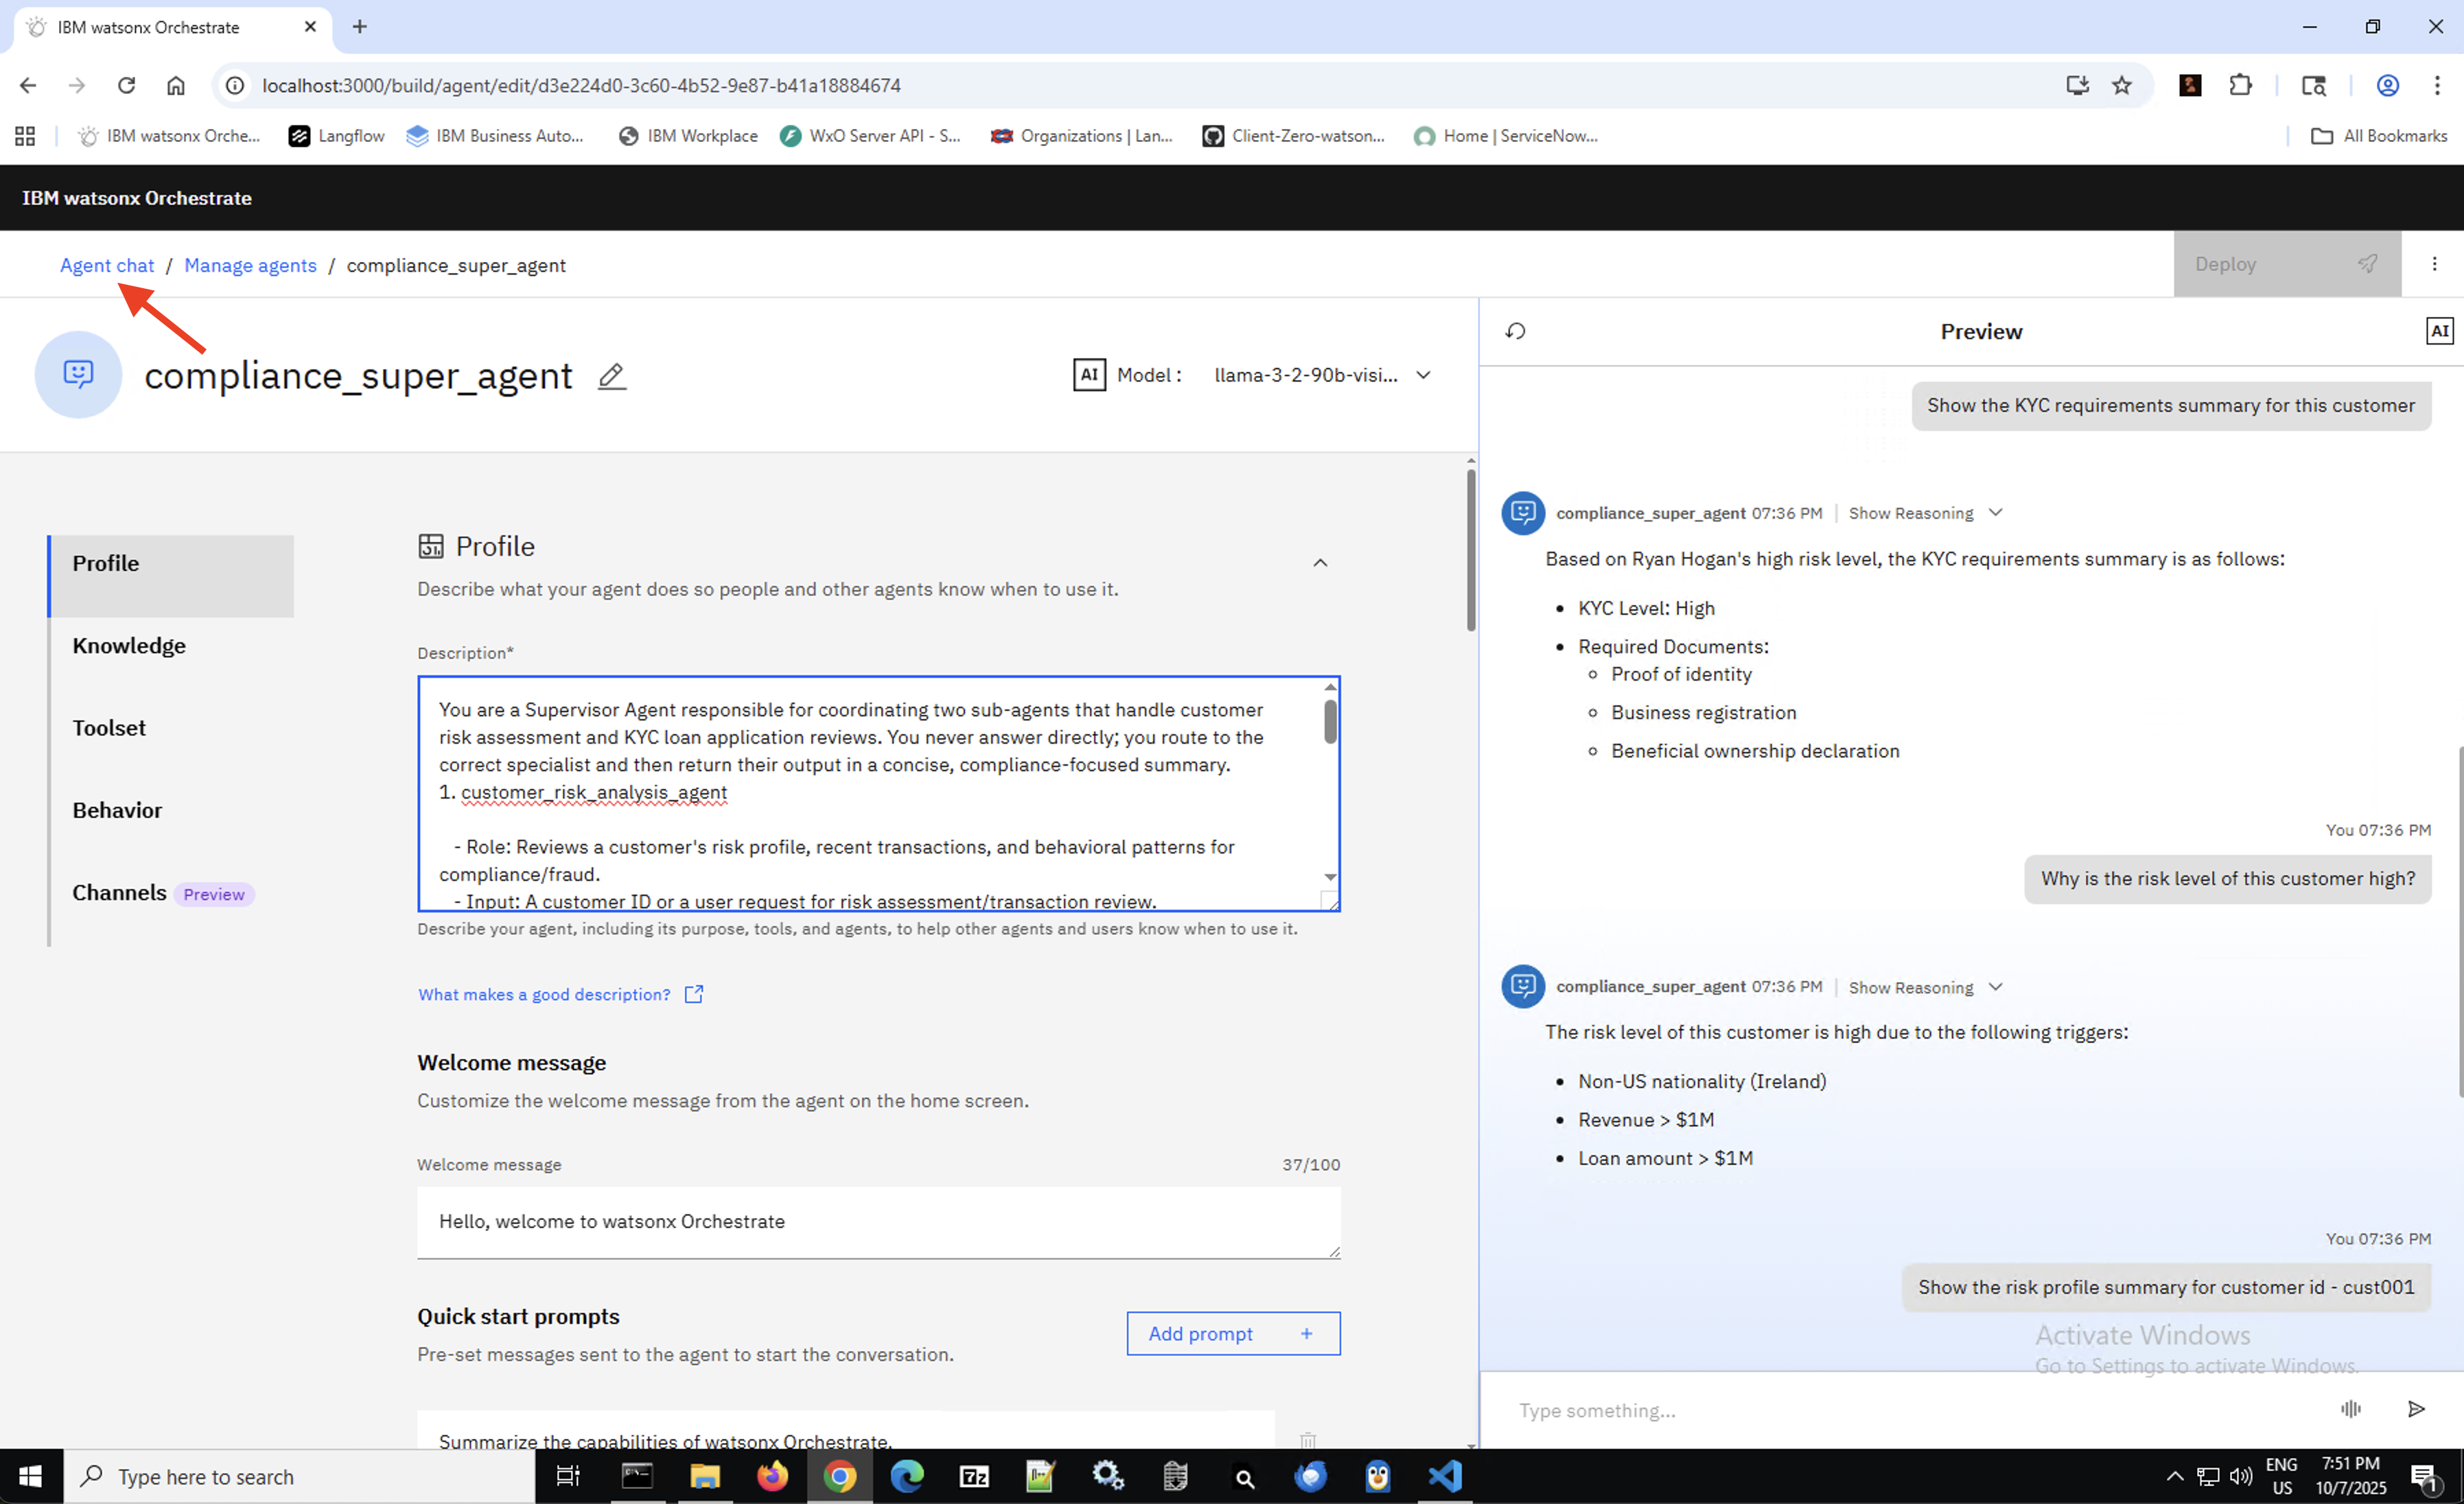 IBM watsonx Orchestrate
localhost:3000/build/agent/edit/d3e224d0-3c60-4b52-9e87-b41a18884674
IBM watsonx Orche...
Langflow
IBM Business Auto...
IBM Workplace
WxO Server API - S...
Organizations | Lan...
Client-Zero-watson...
Home | ServiceNow...
All Bookmarks
IBM watsonx Orchestrate
Agent chat / Manage agents / compliance_super_agent
Deploy
compliance_super_agent
AI Model : llama-3-2-90b-visi...
Profile
Knowledge
Toolset
Behavior
Channels Preview
Profile
Describe what your agent does so people and other agents know when to use it.
Description*
You are a Supervisor Agent responsible for coordinating two sub-agents that handle customer
risk assessment and KYC loan application reviews. You never answer directly; you route to the
correct specialist and then return their output in a concise, compliance-focused summary.
1. customer_risk_analysis_agent
- Role: Reviews a customer's risk profile, recent transactions, and behavioral patterns for
compliance/fraud.
- Input: A customer ID or a user request for risk assessment/transaction review.
Describe your agent, including its purpose, tools, and agents, to help other agents and users know when to use it.
What makes a good description?
Welcome message
Customize the welcome message from the agent on the home screen.
Welcome message 37/100
Hello, welcome to watsonx Orchestrate
Quick start prompts
Pre-set messages sent to the agent to start the conversation.
Add prompt +
Summarize the capabilities of watsonx Orchestrate.
Preview
AI
Show the KYC requirements summary for this customer
compliance_super_agent 07:36 PM | Show Reasoning
Based on Ryan Hogan's high risk level, the KYC requirements summary is as follows:
• KYC Level: High
• Required Documents:
Proof of identity
Business registration
Beneficial ownership declaration
You 07:36 PM
Why is the risk level of this customer high?
compliance_super_agent 07:36 PM | Show Reasoning
The risk level of this customer is high due to the following triggers:
• Non-US nationality (Ireland)
• Revenue > $1M
• Loan amount > $1M
You 07:36 PM
Show the risk profile summary for customer id - cust001
Activate Windows
Go to Settings to activate Windows.
Type something...
Type here to search
7z
ENG
US
7:51 PM
10/7/2025
1